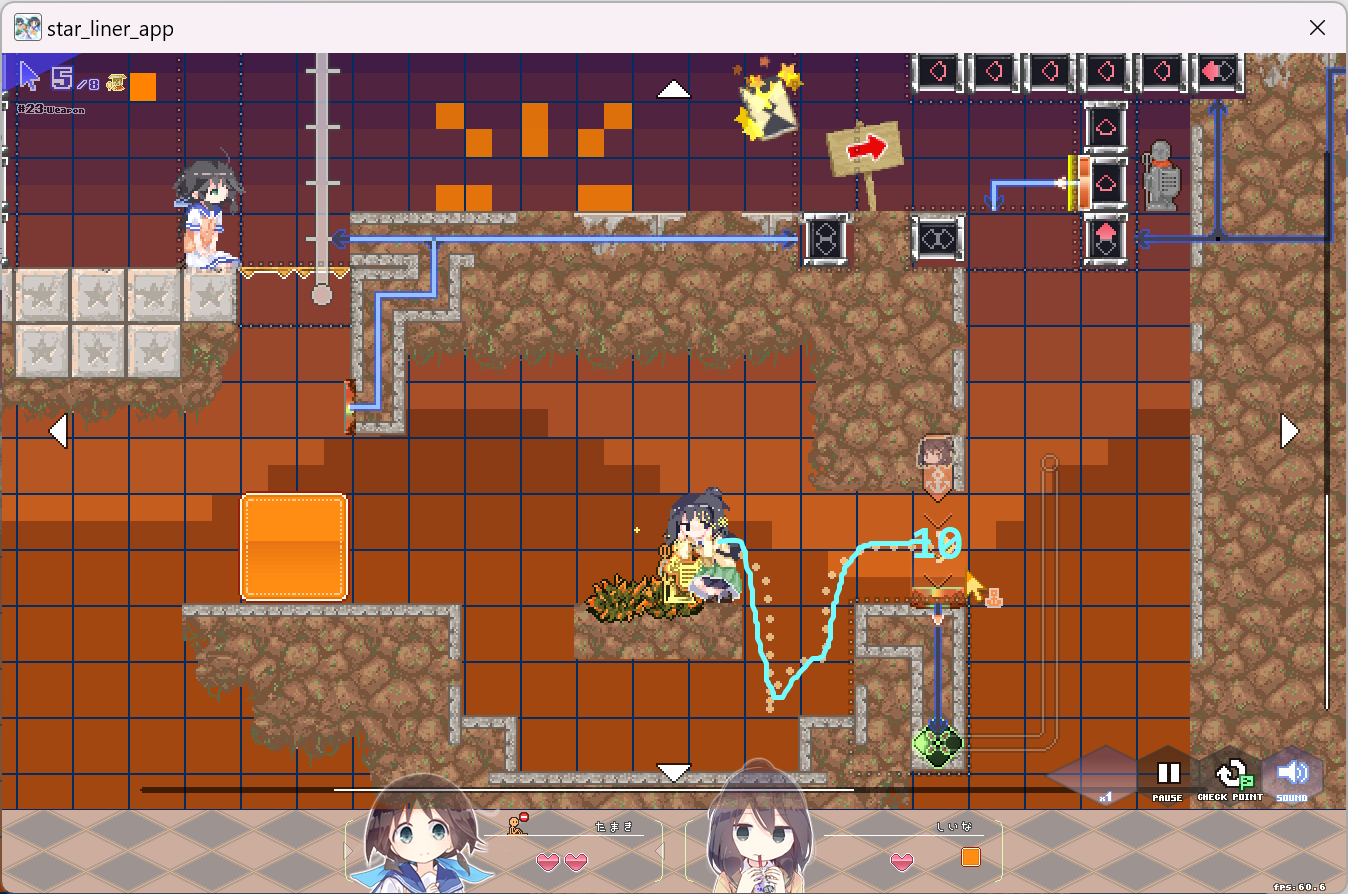 star_liner_app
5/8
#23:Weapon
10
x1
PAUSE
CHECK POINT
SOUND
たまき
しいな
fps:60.6